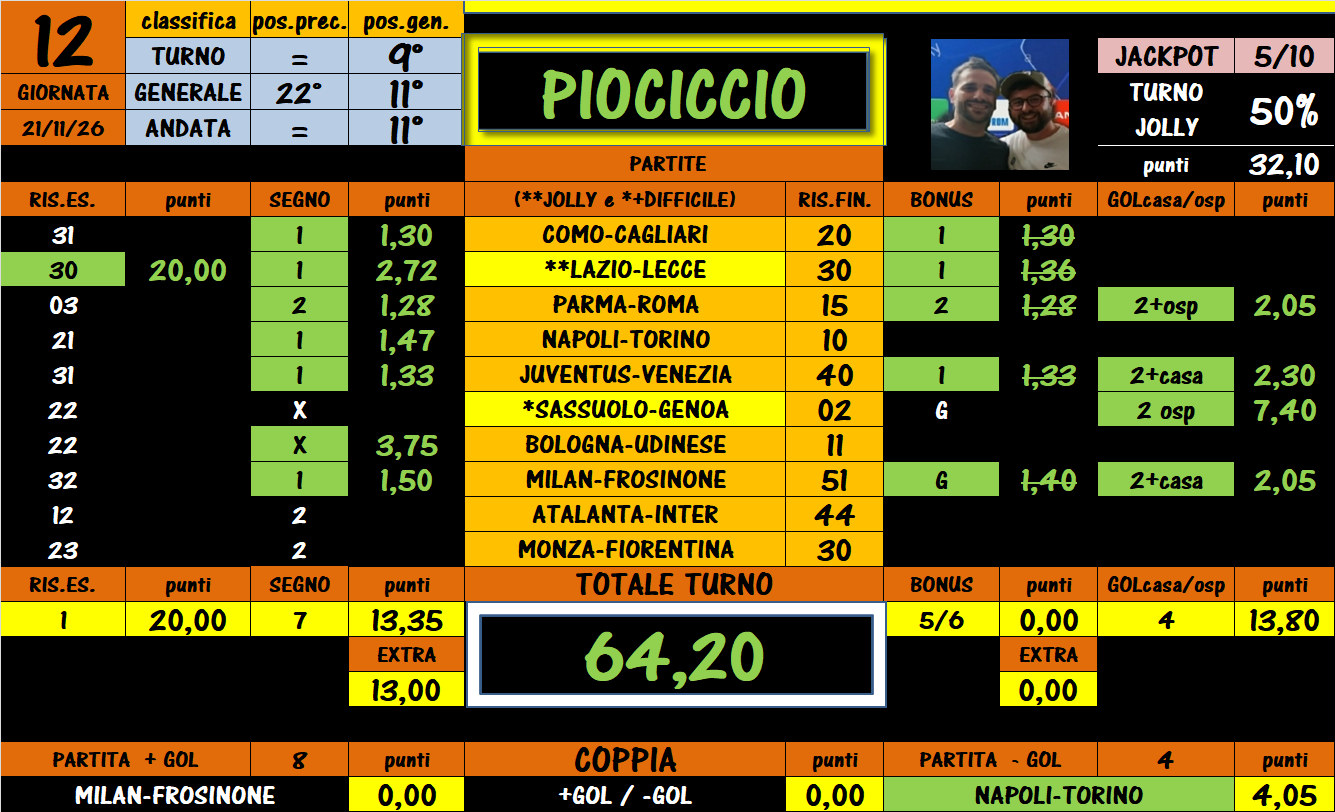 12 classifica pos.prec. pos.gen.
TURNO = 9°
GIORNATA GENERALE 22° 11°
21/11/26 ANDATA = 11°
PIOCICCIO
JACKPOT 5/10
TURNO JOLLY 50%
punti 32,10
PARTITE
RIS.ES. punti SEGNO punti (**JOLLY e *+DIFFICILE) RIS.FIN. BONUS punti GOLcasa/osp punti
31 1 1,30 COMO-CAGLIARI 20 1 1,30
30 20,00 1 2,72 **LAZIO-LECCE 30 1 1,36
03 2 1,28 PARMA-ROMA 15 2 1,28 2+osp 2,05
21 1 1,47 NAPOLI-TORINO 10
31 1 1,33 JUVENTUS-VENEZIA 40 1 1,33 2+casa 2,30
22 X *SASSUOLO-GENOA 02 G 2 osp 7,40
22 X 3,75 BOLOGNA-UDINESE 11
32 1 1,50 MILAN-FROSINONE 51 G 1,40 2+casa 2,05
12 2 ATALANTA-INTER 44
23 2 MONZA-FIORENTINA 30
RIS.ES. punti SEGNO punti TOTALE TURNO BONUS punti GOLcasa/osp punti
1 20,00 7 13,35 64,20 5/6 0,00 4 13,80
EXTRA EXTRA
13,00 0,00
PARTITA + GOL 8 punti COPPIA punti PARTITA - GOL 4 punti
MILAN-FROSINONE 0,00 +GOL / -GOL 0,00 NAPOLI-TORINO 4,05